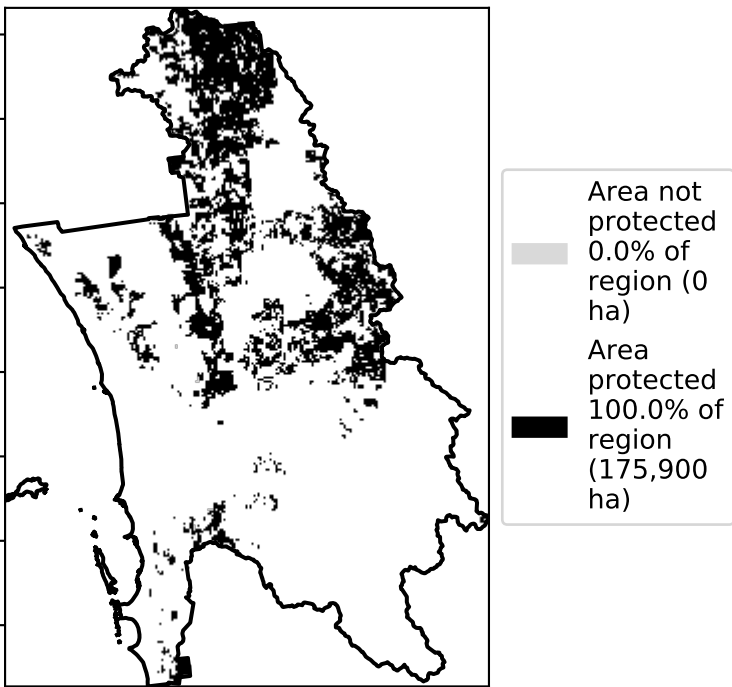 Area not
protected
0.0% of
region (0
ha)
Area
protected
100.0% of
region
(175,900
ha)